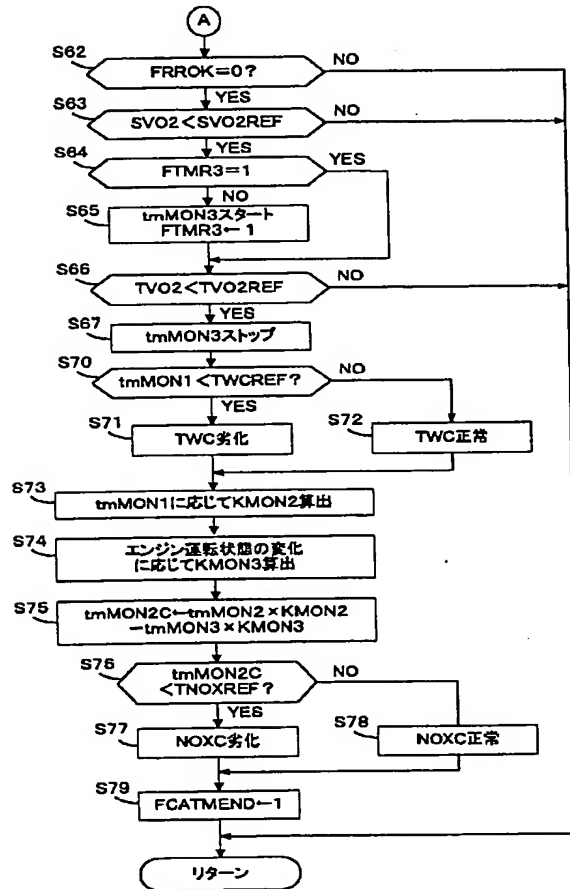 A
S62
FRROK=0?
NO
YES
S63
SVO2<SVO2REF
NO
YES
S64
FTMR3=1
YES
NO
S65
tmMON3スタート
FTMR3←1
S66
TVO2<TVO2REF
NO
YES
S67
tmMON3ストップ
S70
tmMON1<TWCREF?
NO
YES
S71
TWC劣化
S72
TWC正常
S73
tmMON1に応じてKMON2算出
S74
エンジン運転状態の変化
に応じてKMON3算出
S75
tmMON2C←tmMON2×KMON2
−tmMON3×KMON3
S76
tmMON2C
<TNOXREF?
NO
YES
S77
NOXC劣化
S78
NOXC正常
S79
FCATMEND←1
リターン